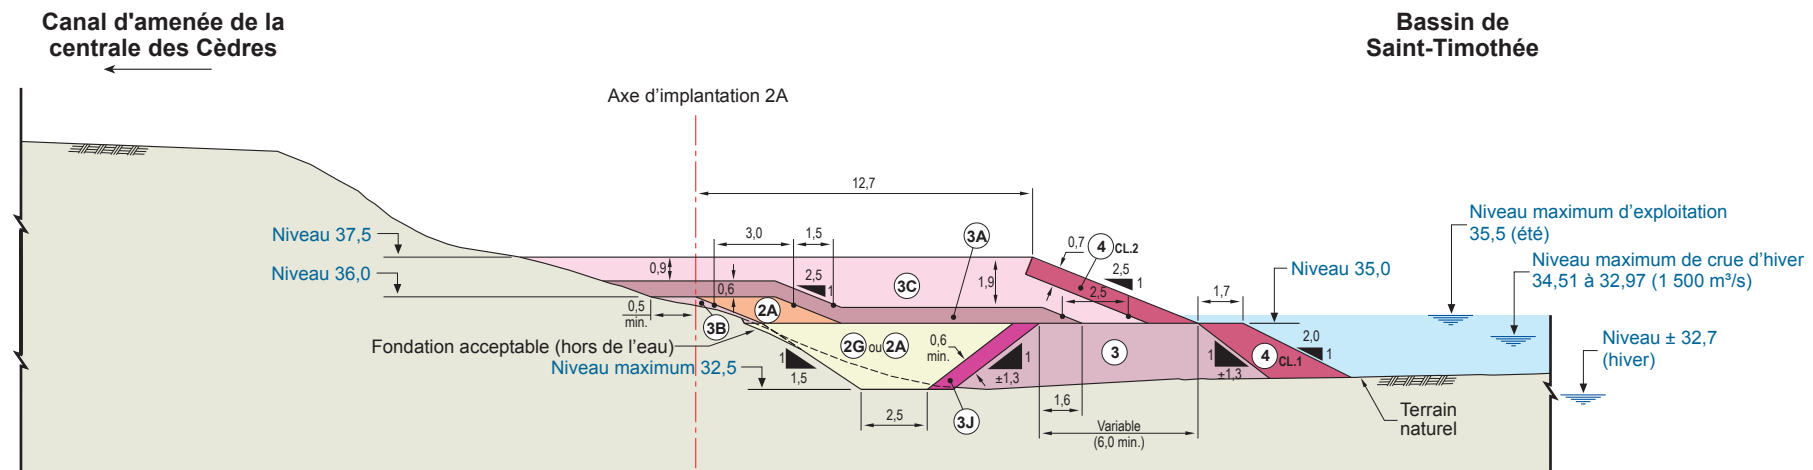 Canal d'amenée de la
centrale des Cèdres
Bassin de
Saint-Timothée
Axe d'implantation 2A
12,7
Niveau maximum d'exploitation
35,5 (été)
Niveau 37,5
3,0
1,5
3A
0,7
4 CL.2
Niveau maximum de crue d'hiver
34,51 à 32,97 (1 500 m³/s)
Niveau 36,0
0,9
0,6
2,5
1
3C
1,9
2,5
2,5
1
Niveau 35,0
1,7
0,5
min.
3B
2A
Fondation acceptable (hors de l'eau)
2G ou 2A
0,6
min.
3
2,0
1
Niveau ± 32,7
(hiver)
Niveau maximum 32,5
1
1,5
1
±1,3
1
±1,3
4 CL.1
2,5
3J
1,6
Variable
(6,0 min.)
Terrain
naturel